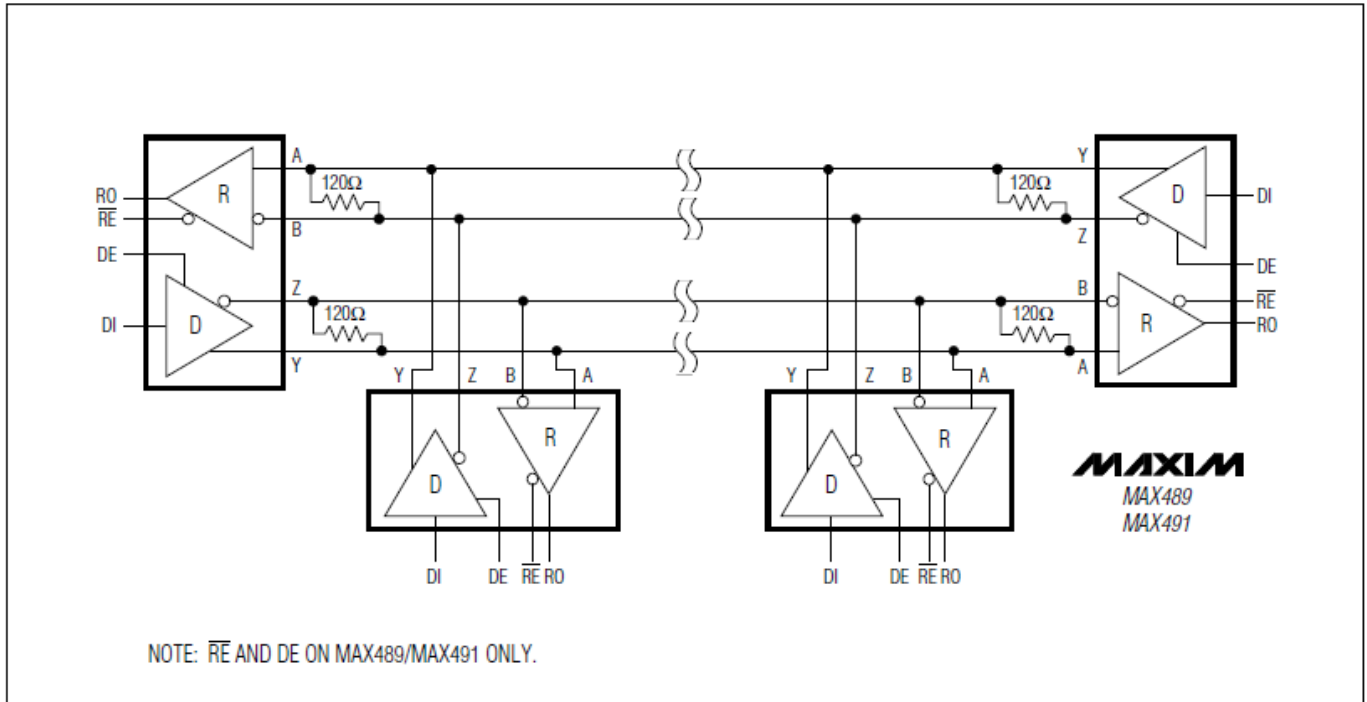 A
Y
120Ω
120Ω
RO
R
D
DI
RE
B
Z
DE
DE
Z
B
RE
120Ω
120Ω
DI
D
R
RO
Y
A
Y Z B A
Y Z B A
R
R
D
D
MAXIM
MAX489
MAX491
DI DE RE RO
DI DE RE RO
NOTE: RE AND DE ON MAX489/MAX491 ONLY.